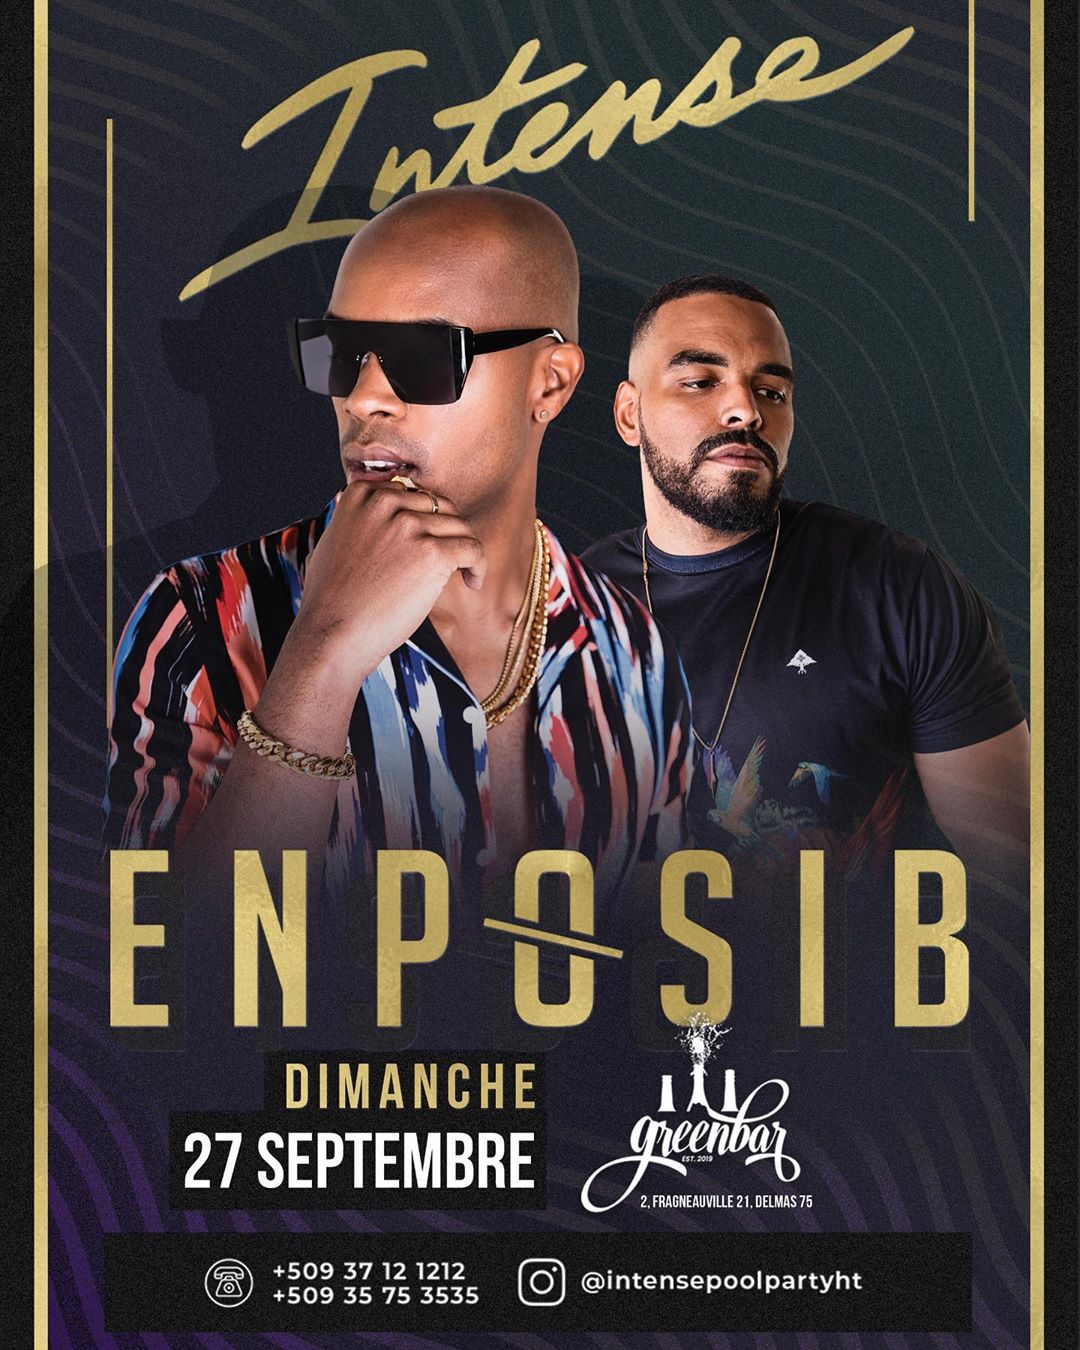 Intense
ENPOSIB
DIMANCHE
27 SEPTEMBRE
greenbar
EST. 2019
2, FRAGNEAUVILLE 21, DELMAS 75
+509 37 12 1212
+509 35 75 3535
@intensepoolpartyht